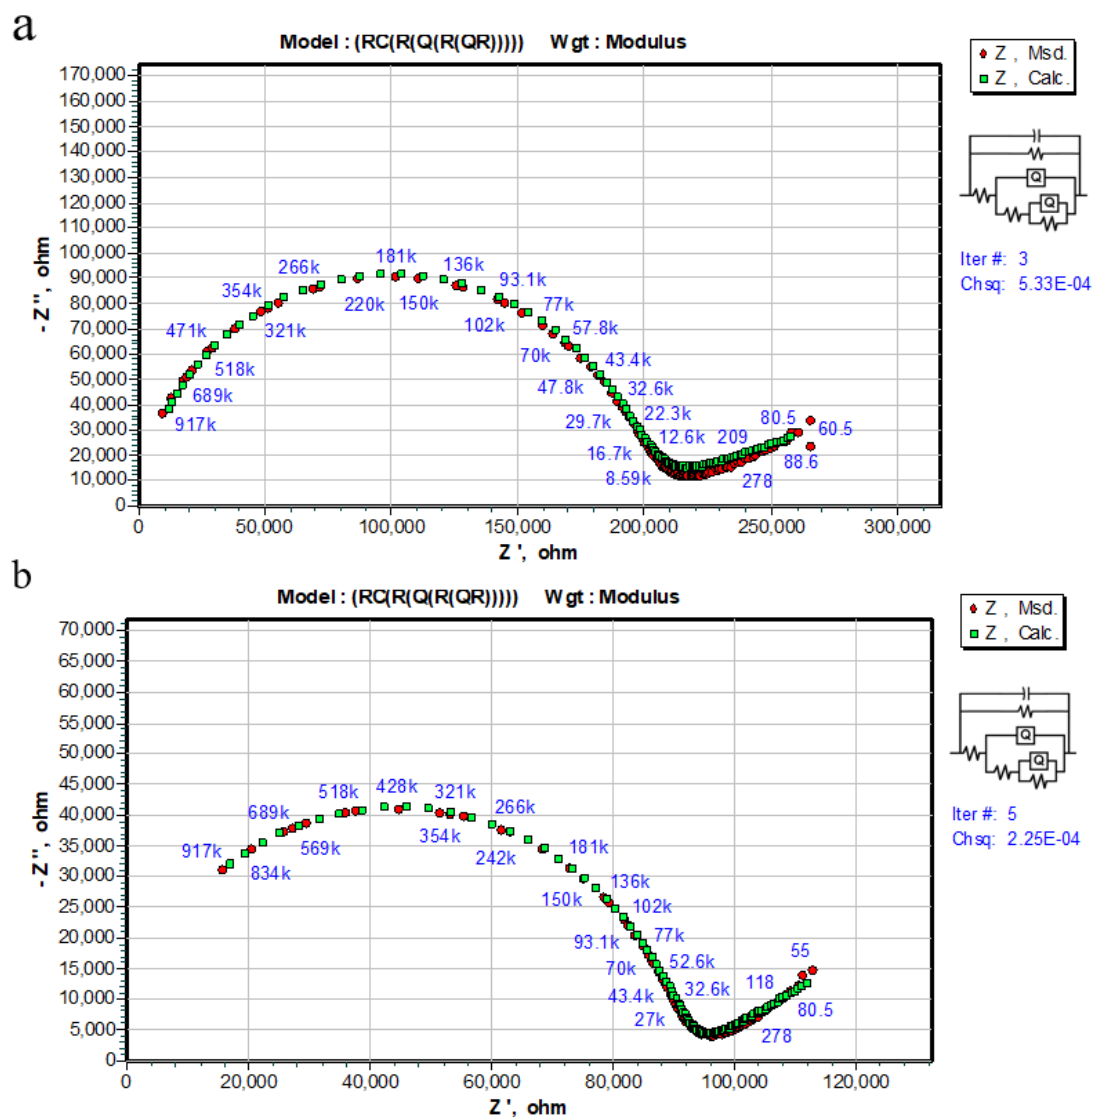 a
Model : (RC(R(Q(R(QR))))) Wgt : Modulus
Z , Msd.
Z , Calc.
170,000
160,000
150,000
140,000
130,000
120,000
110,000
100,000
90,000
80,000
70,000
60,000
50,000
40,000
30,000
20,000
10,000
0
- Z'', ohm
181k
266k
136k
93.1k
354k
220k
150k
77k
471k
321k
102k
57.8k
70k
518k
43.4k
689k
47.8k
32.6k
917k
29.7k
22.3k
80.5
60.5
12.6k
209
16.7k
88.6
8.59k
278
0
50,000
100,000
150,000
200,000
250,000
300,000
Z ', ohm
Q
Q
Iter #: 3
Chsq: 5.33E-04
b
Model : (RC(R(Q(R(QR))))) Wgt : Modulus
Z , Msd.
Z , Calc.
70,000
65,000
60,000
55,000
50,000
45,000
40,000
35,000
30,000
25,000
20,000
15,000
10,000
5,000
0
- Z'', ohm
428k
518k
321k
689k
266k
917k
569k
354k
834k
242k
181k
136k
150k
102k
93.1k
77k
70k
52.6k
55
43.4k
32.6k
118
27k
80.5
278
0
20,000
40,000
60,000
80,000
100,000
120,000
Z ', ohm
Q
Q
Iter #: 5
Chsq: 2.25E-04